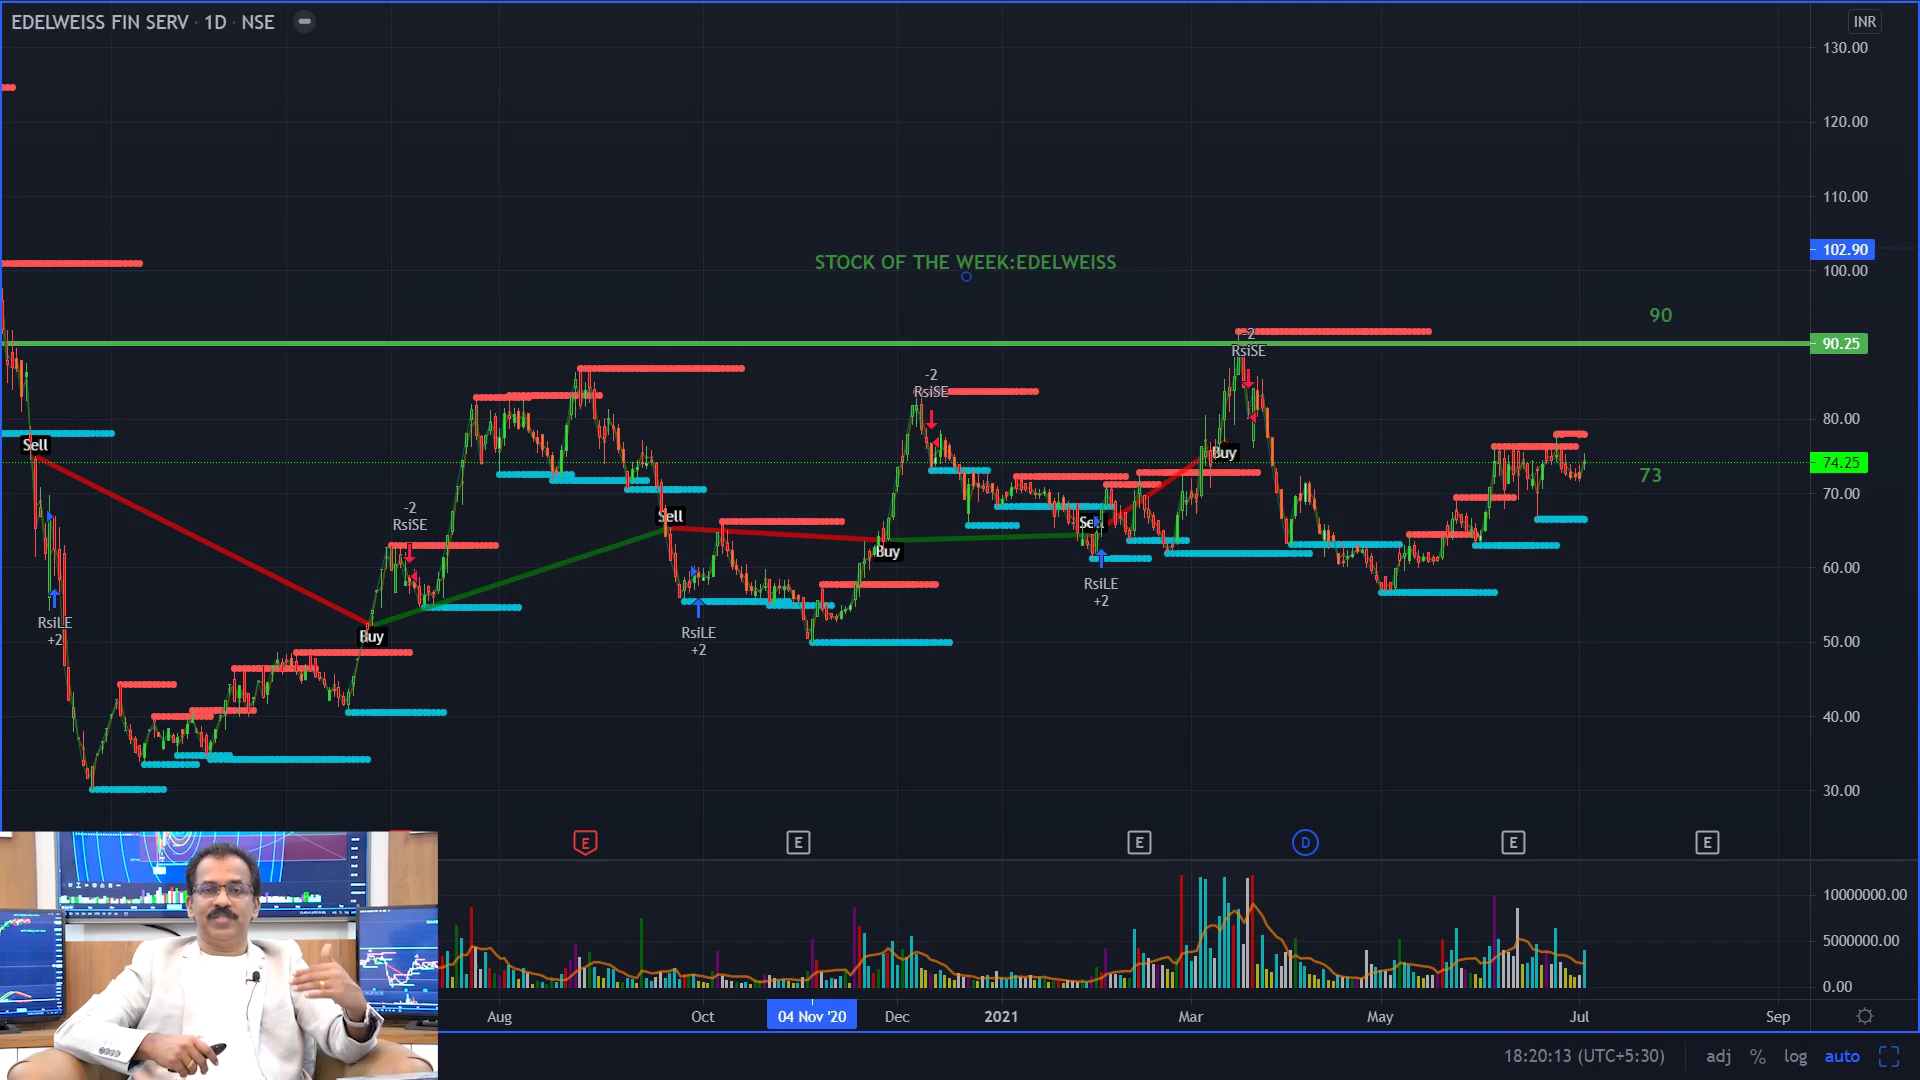 EDELWEISS FIN SERV · 1D · NSE
INR
130.00
120.00
110.00
102.90
100.00
STOCK OF THE WEEK:EDELWEISS
90
90.25
-2
RsiSE
-2
RsiSE
80.00
Sell
Buy
74.25
73
70.00
-2
RsiSE
Sell
Sell
Buy
60.00
RsiLE
+2
RsiLE
+2
RsiLE
+2
Buy
50.00
40.00
30.00
E
E
E
D
E
E
10000000.00
5000000.00
0.00
Aug
Oct
04 Nov '20
Dec
2021
Mar
May
Jul
Sep
18:20:13 (UTC+5:30)
adj
%
log
auto